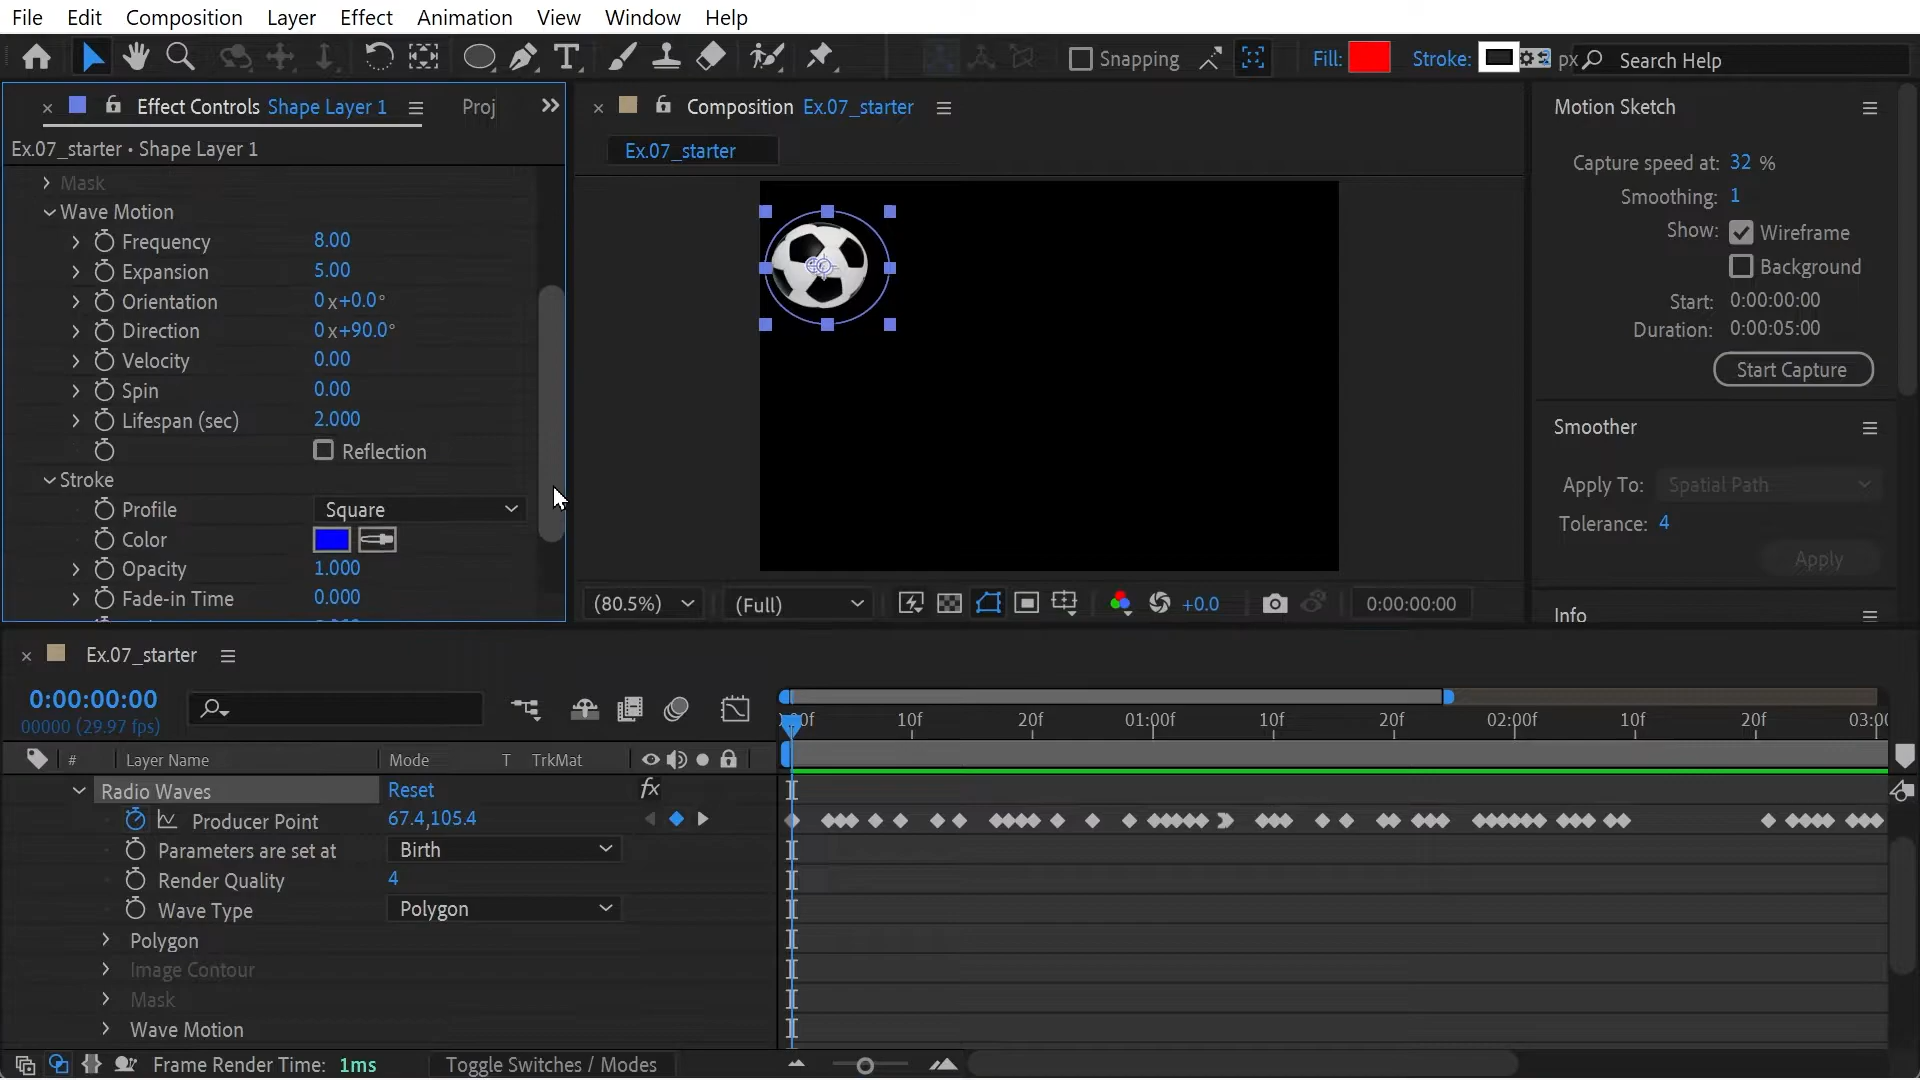 File Edit Composition Layer Effect Animation View Window Help
Snapping Fill: Stroke: px Search Help
Effect Controls Shape Layer 1 Proj
Ex.07_starter • Shape Layer 1
Mask
Wave Motion
Frequency 8.00
Expansion 5.00
Orientation 0 x+0.0°
Direction 0 x+90.0°
Velocity 0.00
Spin 0.00
Lifespan (sec) 2.000
Reflection
Stroke
Profile Square
Color
Opacity 1.000
Fade-in Time 0.000
Composition Ex.07_starter
Ex.07_starter
(80.5%) (Full) +0.0 0:00:00:00
Motion Sketch
Capture speed at: 32 %
Smoothing: 1
Show: Wireframe
Background
Start: 0:00:00:00
Duration: 0:00:05:00
Start Capture
Smoother
Apply To: Spatial Path
Tolerance: 4
Apply
Info
Ex.07_starter
0:00:00:00
00000 (29.97 fps)
00f 10f 20f 01:00f 10f 20f 02:00f 10f 20f 03:00
# Layer Name Mode T TrkMat
Radio Waves Reset fx
Producer Point 67.4,105.4
Parameters are set at Birth
Render Quality 4
Wave Type Polygon
Polygon
Image Contour
Mask
Wave Motion
Frame Render Time: 1ms Toggle Switches / Modes